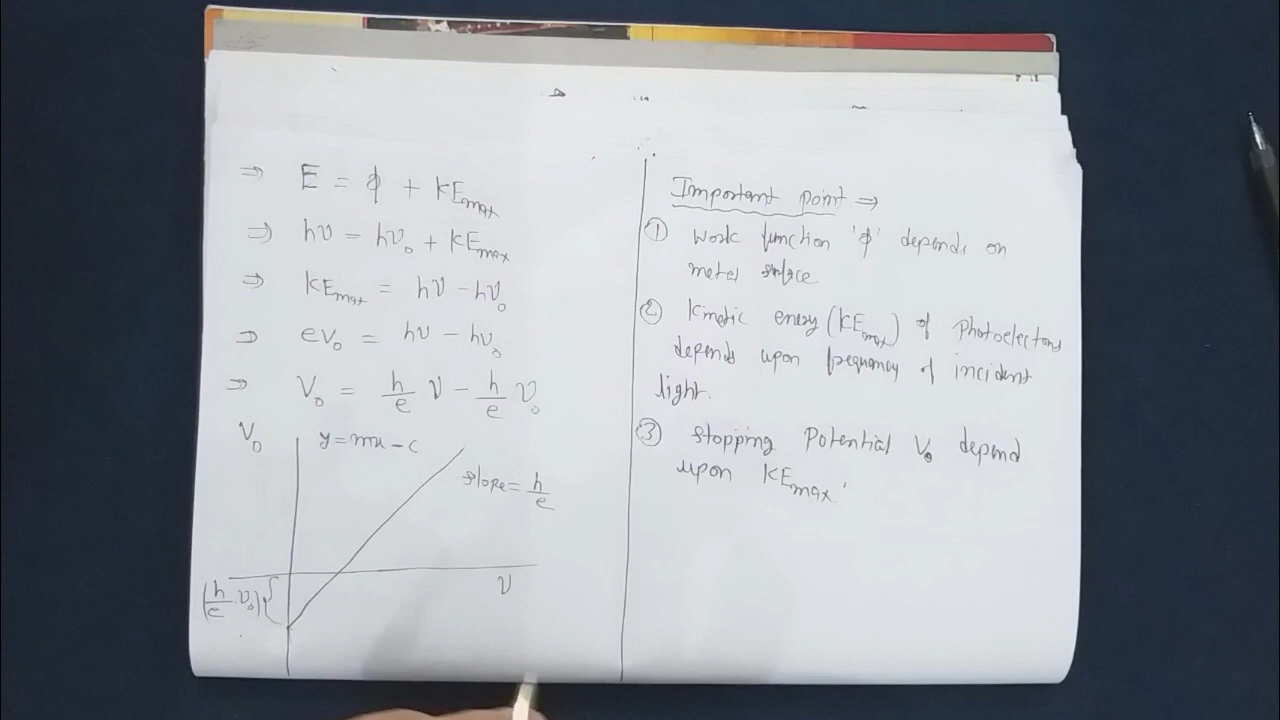 ⇒ E = ϕ + KEmax
⇒ hν = hν₀ + KEmax
⇒ KEmax = hν − hν₀
⇒ eV₀ = hν − hν₀
⇒ V₀ = h/e ν − h/e ν₀
V₀
y = mx − c
slope = h/e
ν
|h/e ν₀|
Important point ⇒
① Work function 'ϕ' depends on
metal surface.
② Kinetic energy (KEmax) of Photoelectrons
depends upon frequency of incident
light.
③ Stopping Potential V₀ depend
upon KEmax.